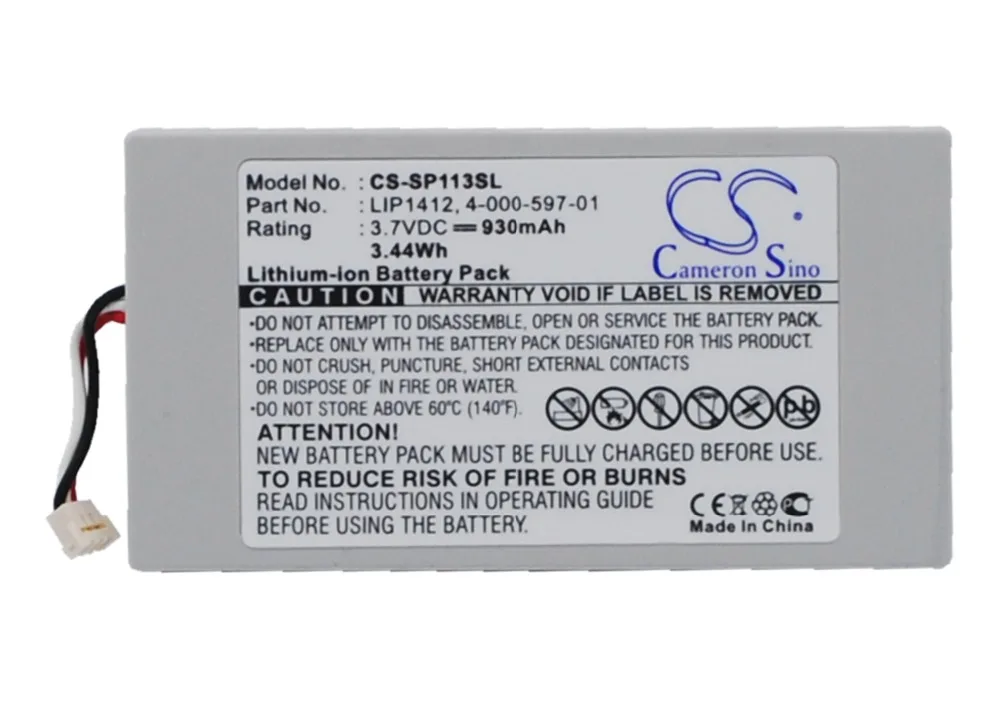 Model No. : CS-SP113SL
Part No. : LIP1412, 4-000-597-01
Rating : 3.7VDC ⎓ 930mAh
3.44Wh
Lithium-ion Battery Pack
CS
Cameron Sino
CAUTION WARRANTY VOID IF LABEL IS REMOVED
•DO NOT ATTEMPT TO DISASSEMBLE, OPEN OR SERVICE THE BATTERY PACK.
•REPLACE ONLY WITH THE BATTERY PACK DESIGNATED FOR THIS PRODUCT.
•DO NOT CRUSH, PUNCTURE, SHORT EXTERNAL CONTACTS
OR DISPOSE OF IN FIRE OR WATER.
•DO NOT STORE ABOVE 60℃ (140℉).
Pb
ATTENTION!
NEW BATTERY PACK MUST BE FULLY CHARGED BEFORE USE.
TO REDUCE RISK OF FIRE OR BURNS
READ INSTRUCTIONS IN OPERATING GUIDE
BEFORE USING THE BATTERY.
CE
Made In China